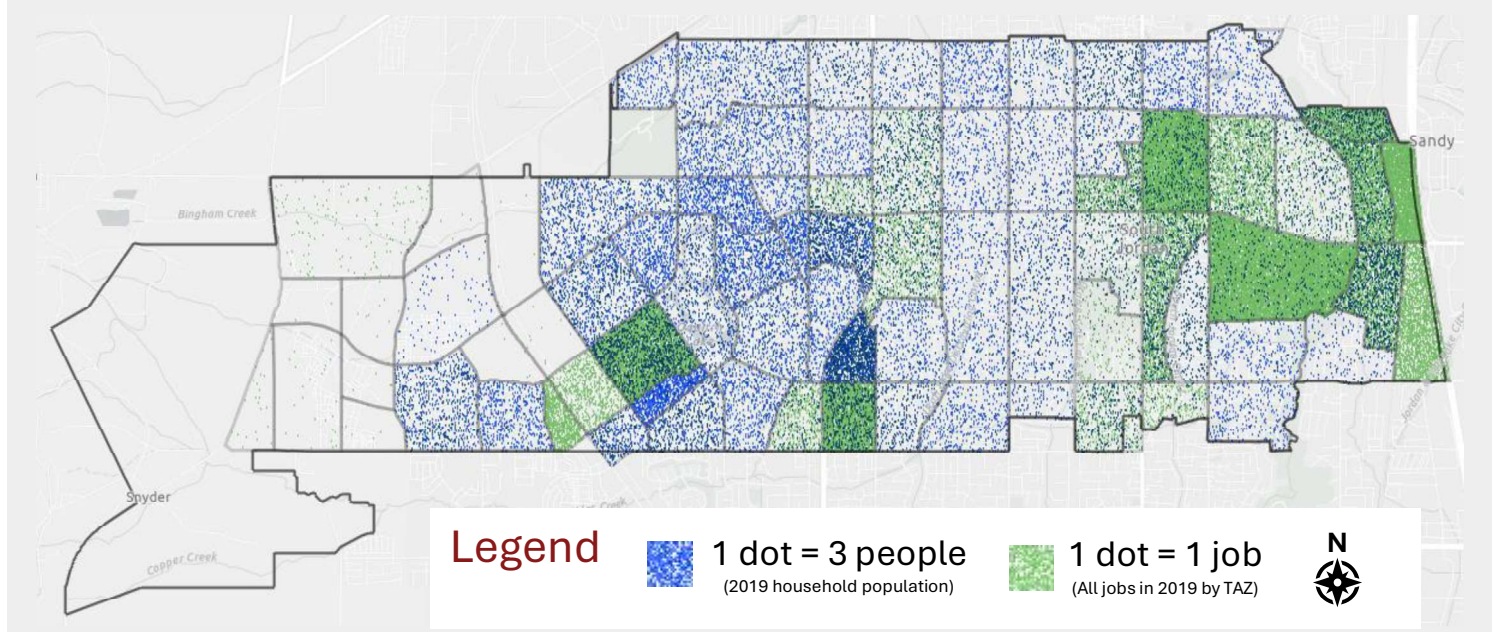 Sandy
Bingham Creek
South
Jordan
Snyder
Copper Creek
Creek
Legend
1 dot = 3 people
(2019 household population)
1 dot = 1 job
(All jobs in 2019 by TAZ)
N